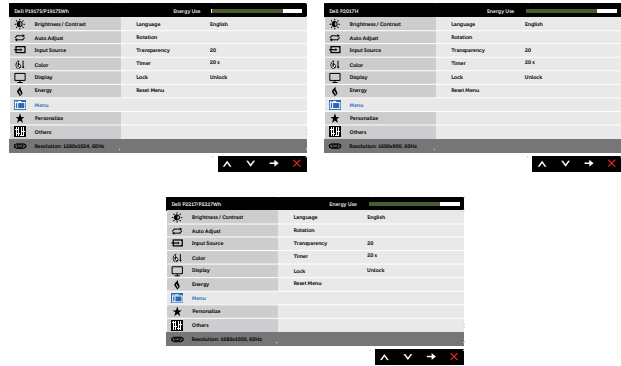 Dell P1917S/P1917SWh Energy Use
Brightness / Contrast Language English
Auto Adjust Rotation
Input Source Transparency 20
Color Timer 20 s
Display Lock Unlock
Energy Reset Menu
Menu
Personalize
Others
Resolution: 1280x1024, 60Hz
Dell P2017H Energy Use
Brightness / Contrast Language English
Auto Adjust Rotation
Input Source Transparency 20
Color Timer 20 s
Display Lock Unlock
Energy Reset Menu
Menu
Personalize
Others
Resolution: 1600x900, 60Hz
Dell P2217/P2217Wh Energy Use
Brightness / Contrast Language English
Auto Adjust Rotation
Input Source Transparency 20
Color Timer 20 s
Display Lock Unlock
Energy Reset Menu
Menu
Personalize
Others
Resolution: 1680x1050, 60Hz